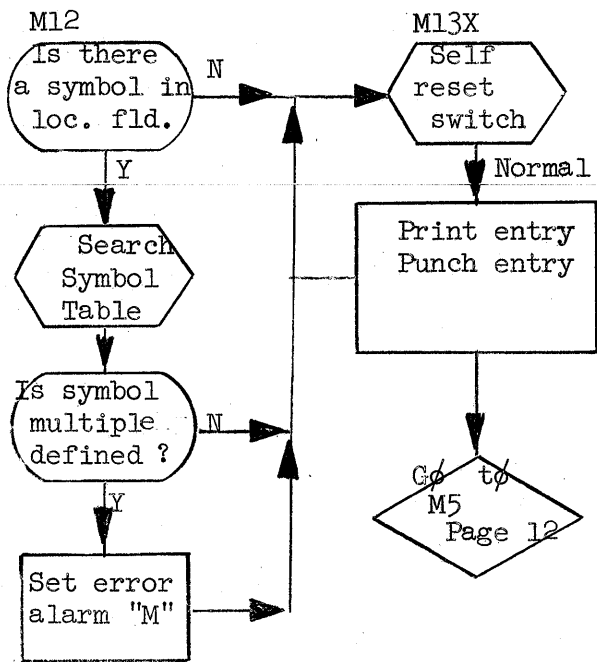 M12
Is there
a symbol in
loc. fld.
N
Y
Search
Symbol
Table
Is symbol
multiple
defined ?
N
Y
Set error
alarm "M"
M13X
Self
reset
switch
Normal
Print entry
Punch entry
Gø tø
M5
Page 12